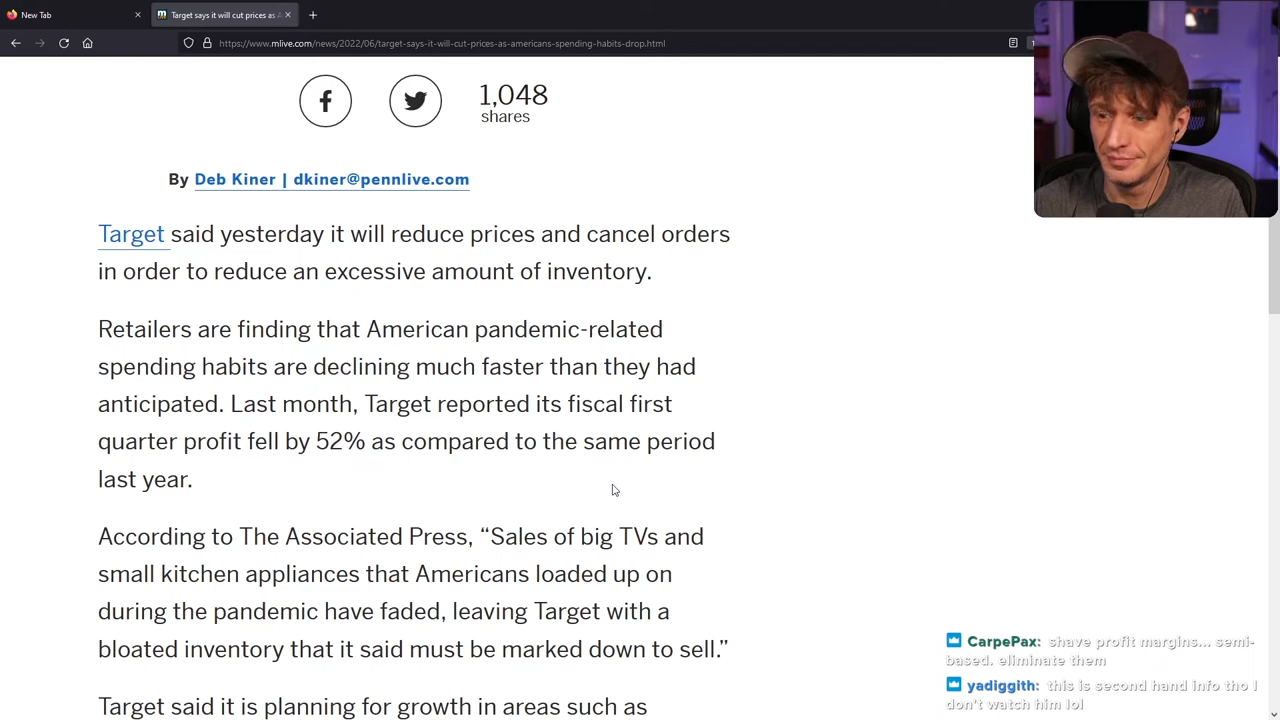 New Tab
Target says it will cut prices as A
https://www.mlive.com/news/2022/06/target-says-it-will-cut-prices-as-americans-spending-habits-drop.html
1,048
shares
By Deb Kiner | dkiner@pennlive.com
Target said yesterday it will reduce prices and cancel orders
in order to reduce an excessive amount of inventory.
Retailers are finding that American pandemic-related
spending habits are declining much faster than they had
anticipated. Last month, Target reported its fiscal first
quarter profit fell by 52% as compared to the same period
last year.
According to The Associated Press, “Sales of big TVs and
small kitchen appliances that Americans loaded up on
during the pandemic have faded, leaving Target with a
bloated inventory that it said must be marked down to sell.”
Target said it is planning for growth in areas such as
CarpePax: shave profit margins... semi-
based. eliminate them
yadiggith: this is second hand info tho I
don't watch him lol